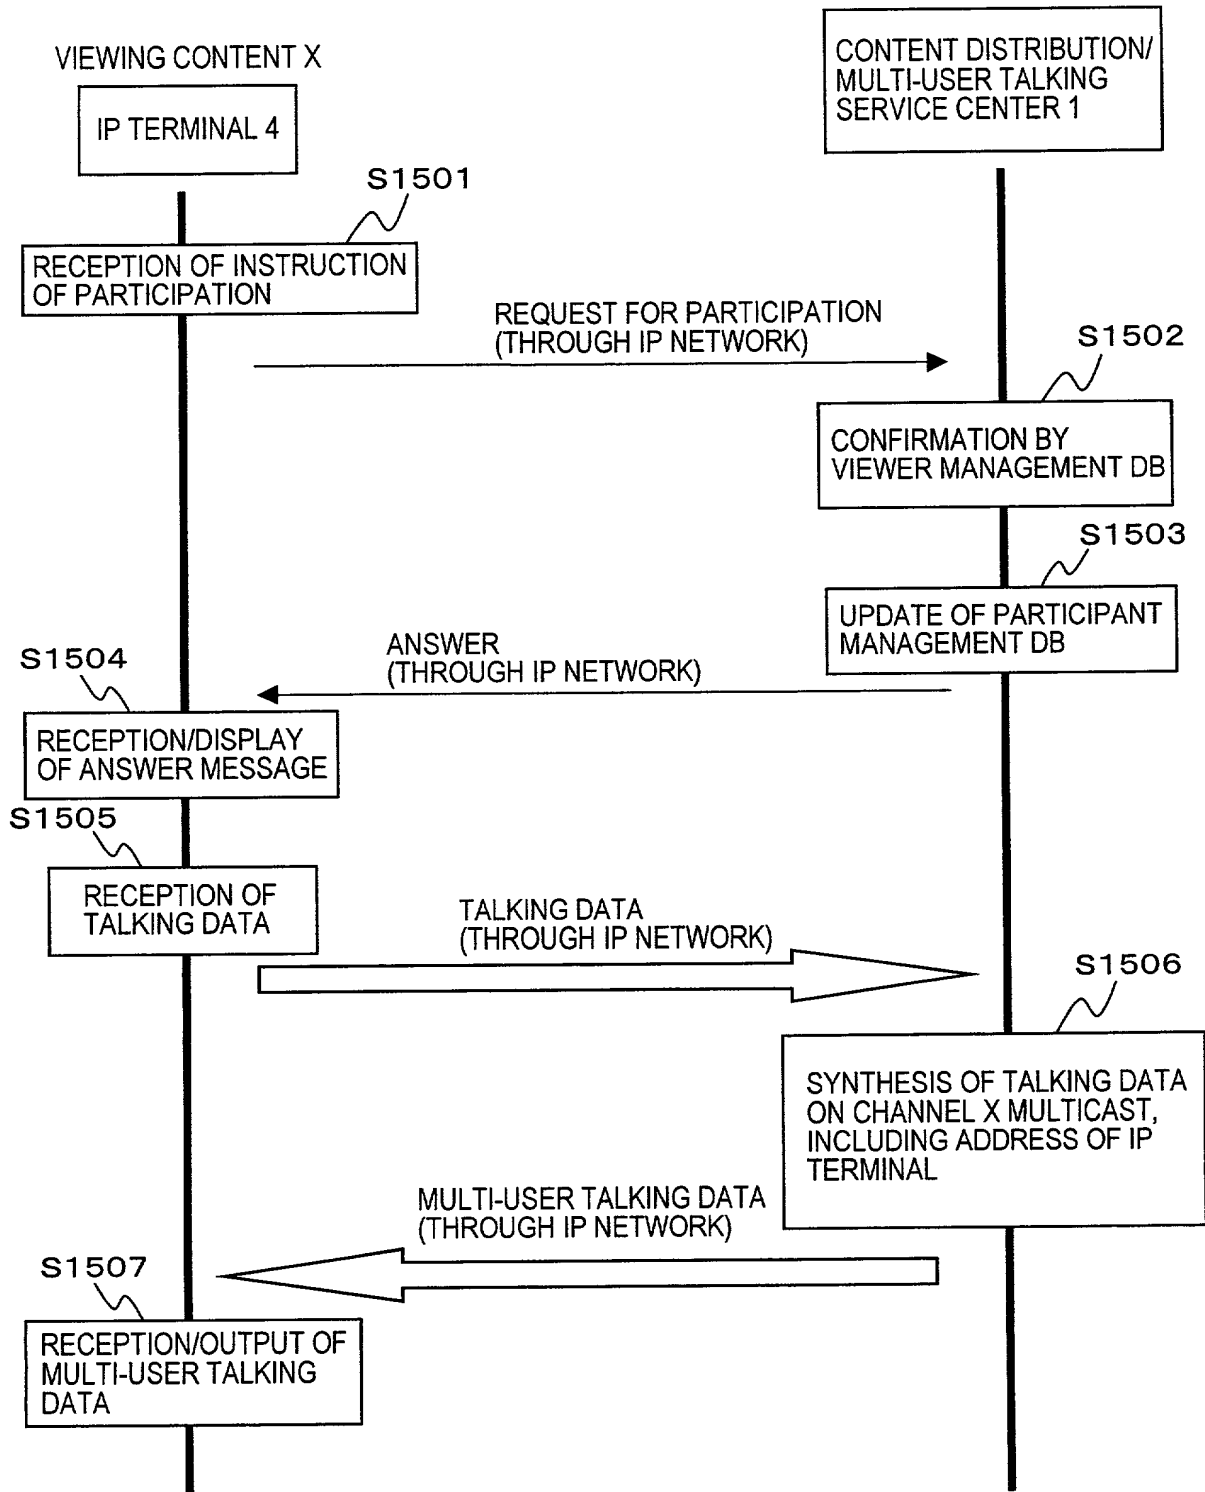 VIEWING CONTENT X
IP TERMINAL 4
CONTENT DISTRIBUTION/
MULTI-USER TALKING
SERVICE CENTER 1
S1501
RECEPTION OF INSTRUCTION
OF PARTICIPATION
REQUEST FOR PARTICIPATION
(THROUGH IP NETWORK)
S1502
CONFIRMATION BY
VIEWER MANAGEMENT DB
S1503
UPDATE OF PARTICIPANT
MANAGEMENT DB
ANSWER
(THROUGH IP NETWORK)
S1504
RECEPTION/DISPLAY
OF ANSWER MESSAGE
S1505
RECEPTION OF
TALKING DATA
TALKING DATA
(THROUGH IP NETWORK)
S1506
SYNTHESIS OF TALKING DATA
ON CHANNEL X MULTICAST,
INCLUDING ADDRESS OF IP
TERMINAL
MULTI-USER TALKING DATA
(THROUGH IP NETWORK)
S1507
RECEPTION/OUTPUT OF
MULTI-USER TALKING
DATA